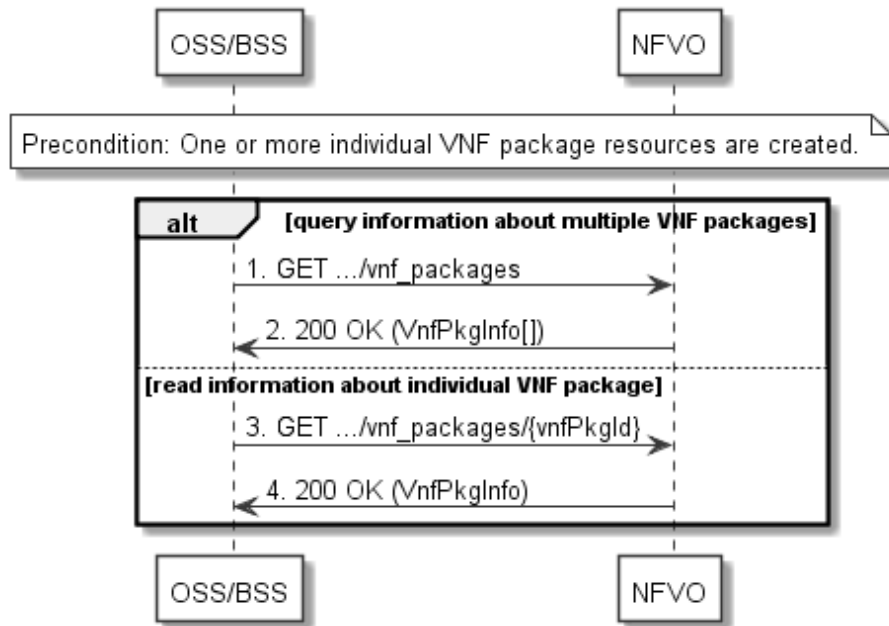 OSS/BSS NFVO
Precondition: One or more individual VNF package resources are created.
alt [query information about multiple VNF packages]
1. GET .../vnf_packages
2. 200 OK (VnfPkgInfo[])
[read information about individual VNF package]
3. GET .../vnf_packages/{vnfPkgId}
4. 200 OK (VnfPkgInfo)
OSS/BSS NFVO